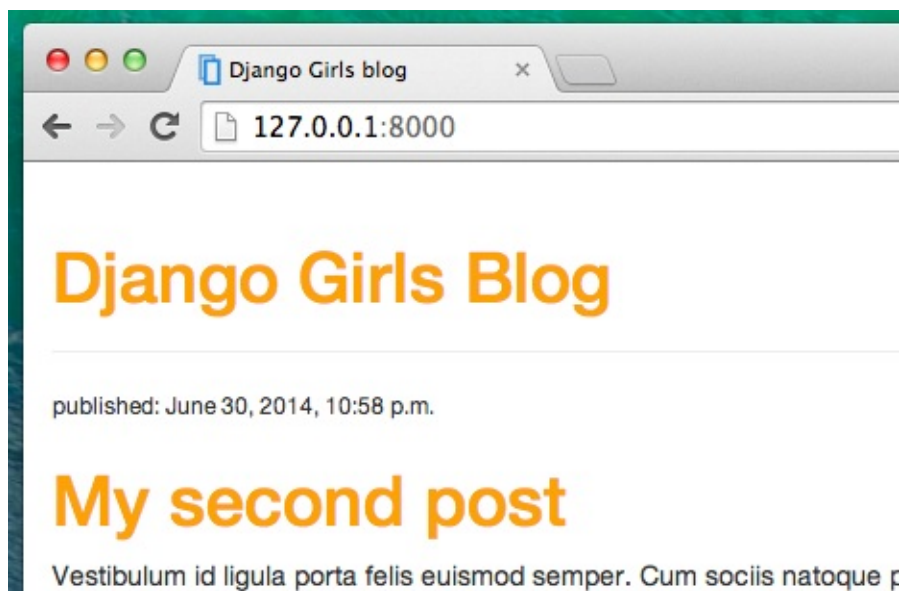 Django Girls blog
127.0.0.1:8000
Django Girls Blog
published: June 30, 2014, 10:58 p.m.
My second post
Vestibulum id ligula porta felis euismod semper. Cum sociis natoque p